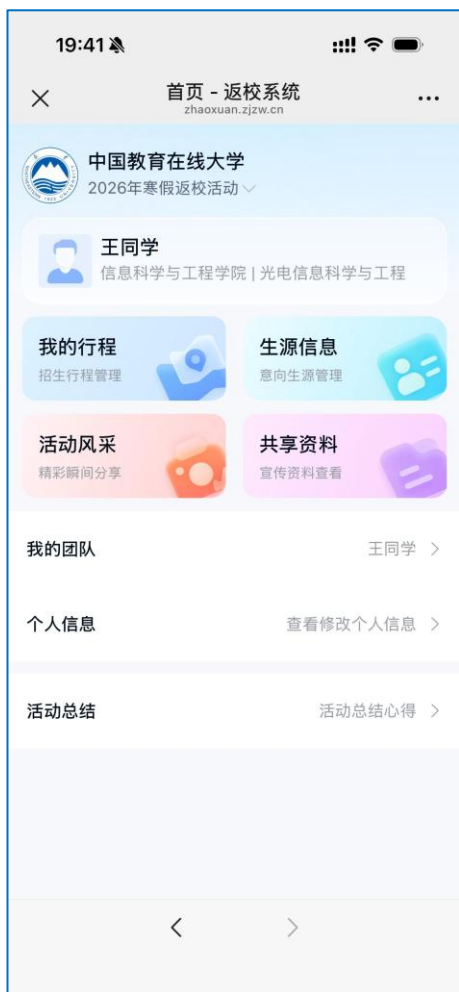 19:41
首页 - 返校系统
zhaoxuan.zjzw.cn
中国教育在线大学
2026年寒假返校活动
王同学
信息科学与工程学院 | 光电信息科学与工程
我的行程
招生行程管理
生源信息
意向生源管理
活动风采
精彩瞬间分享
共享资料
宣传资料查看
我的团队
王同学
个人信息
查看修改个人信息
活动总结
活动总结心得